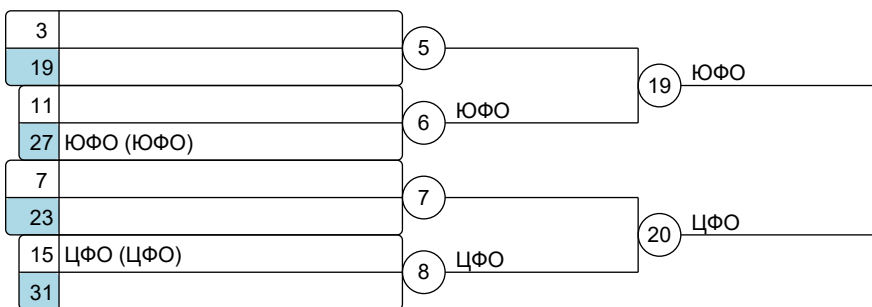 3
5
19
19 ЮФО
11
6 ЮФО
27 ЮФО (ЮФО)
7
7
23
20 ЦФО
15 ЦФО (ЦФО)
8 ЦФО
31